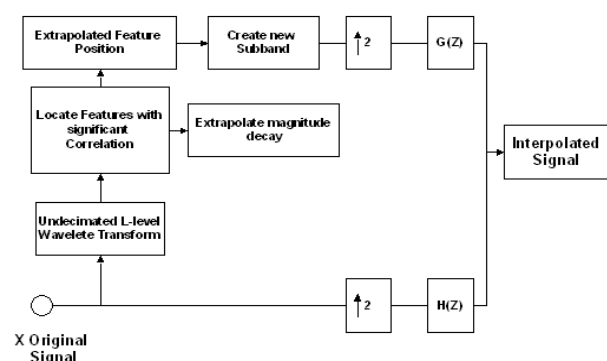 Extrapolated Feature
Position
Create new
Subband
↑2
G(Z)
Locate Features with
significant
Correlation
Extrapolate magnitude
decay
Interpolated
Signal
Undecimated L-level
Wavelete Transform
↑2
H(Z)
X Original
Signal